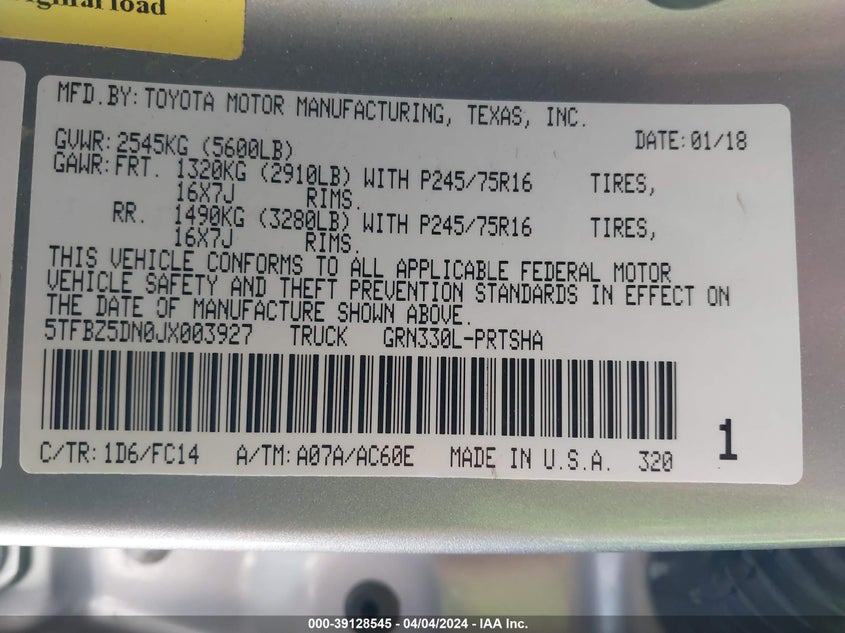 iginal load
MFD.BY: TOYOTA MOTOR MANUFACTURING, TEXAS, INC.
GVWR: 2545KG (5600LB) DATE: 01/18
GAWR: FRT. 1320KG (2910LB) WITH P245/75R16 TIRES,
16X7J RIMS.
RR. 1490KG (3280LB) WITH P245/75R16 TIRES,
16X7J RIMS.
THIS VEHICLE CONFORMS TO ALL APPLICABLE FEDERAL MOTOR
VEHICLE SAFETY AND THEFT PREVENTION STANDARDS IN EFFECT ON
THE DATE OF MANUFACTURE SHOWN ABOVE.
5TFBZ5DN0JX003927 TRUCK GRN330L-PRTSHA
C/TR: 1D6/FC14 A/TM: A07A/AC60E MADE IN U.S.A. 320 1
000-39128545 - 04/04/2024 - IAA Inc.